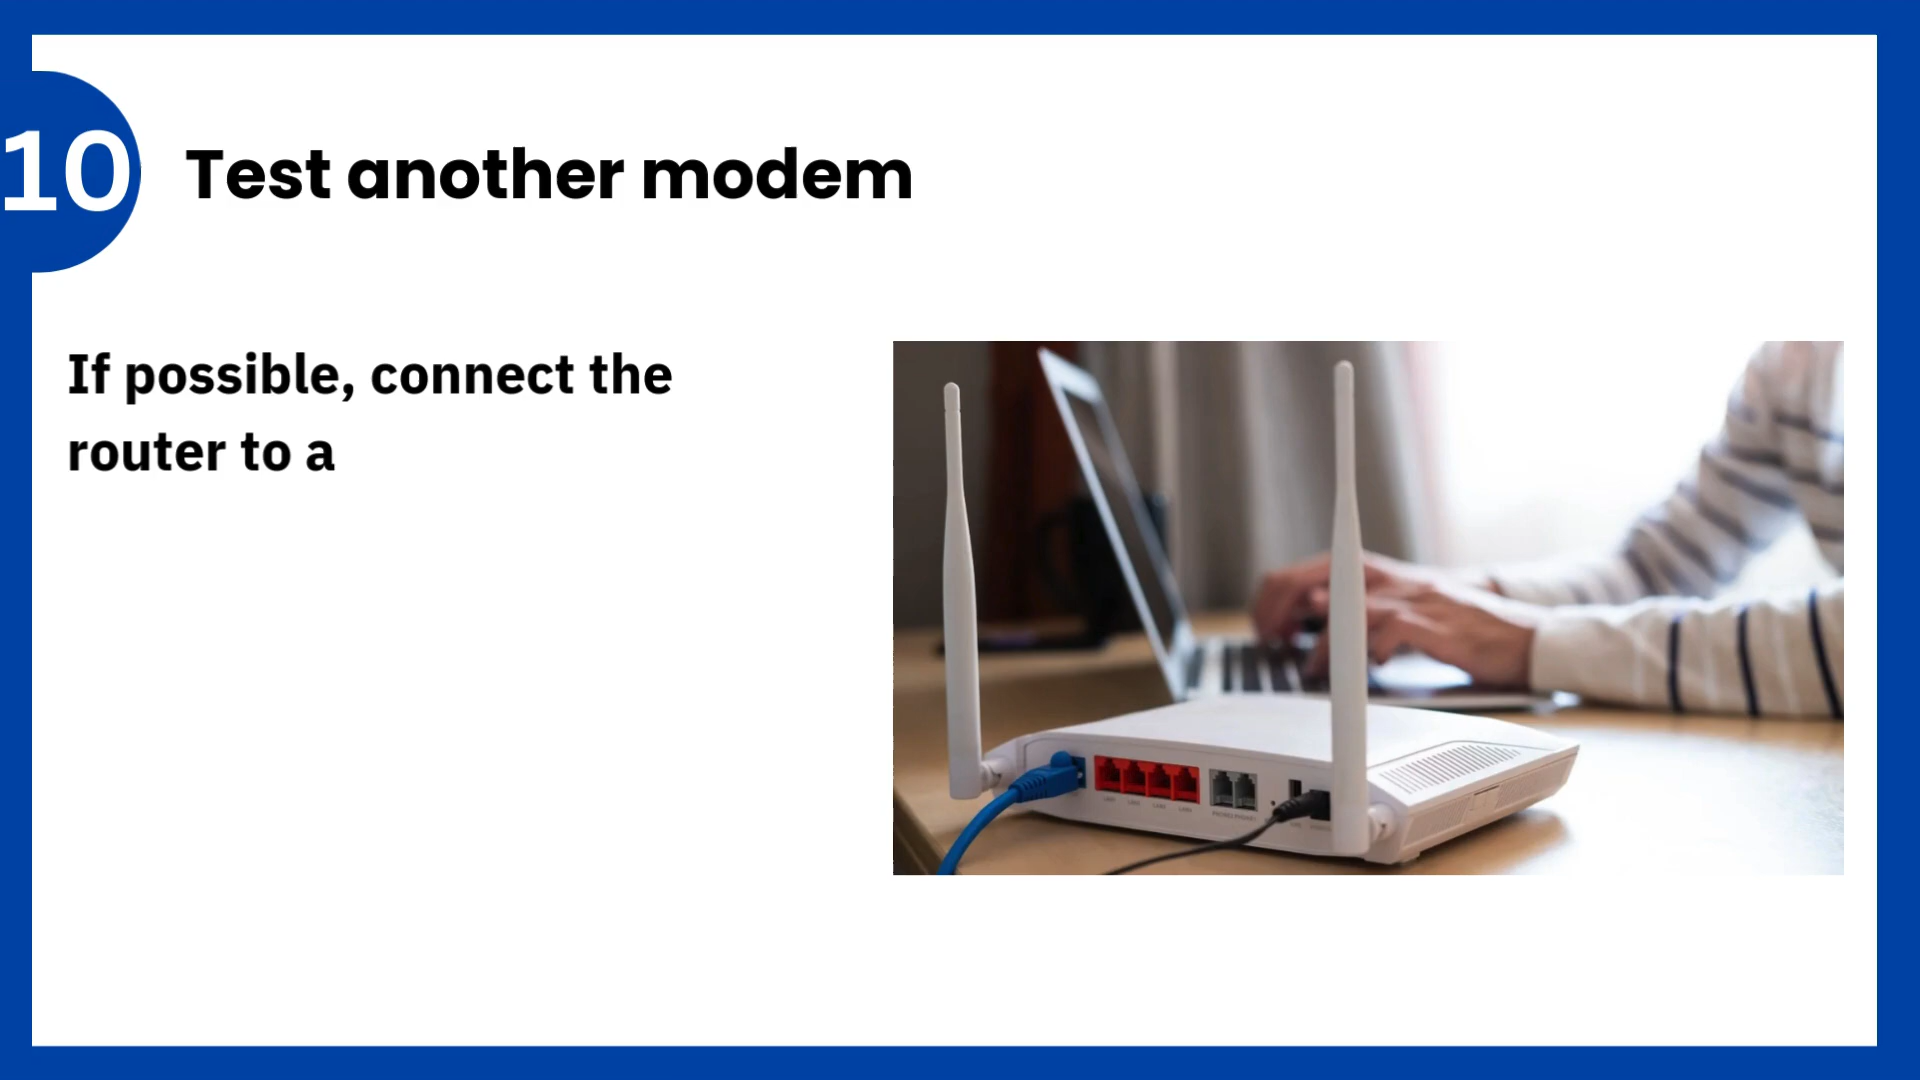 10
Test another modem
If possible, connect the
router to a